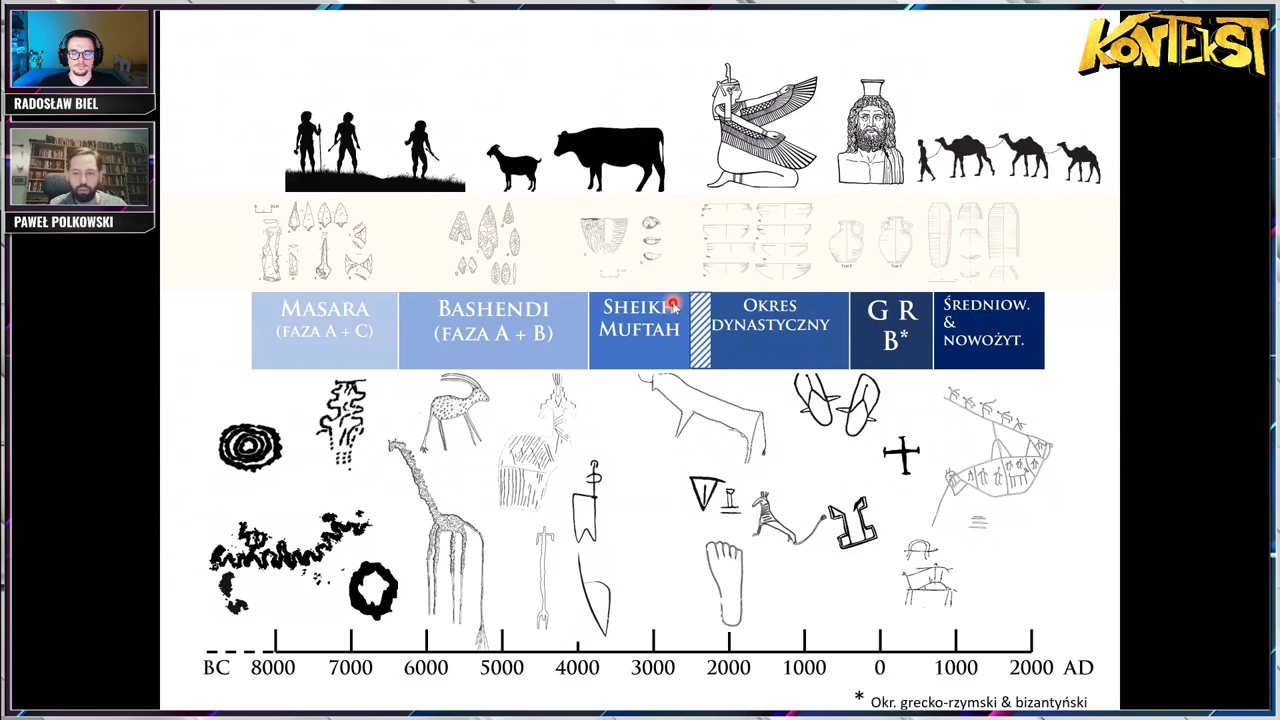 KONTEKST
RADOSŁAW BIEL
PAWEŁ POLKOWSKI
MASARA
(FAZA A + C)
BASHENDI
(FAZA A + B)
SHEIKH
MUFTAH
OKRES
DYNASTYCZNY
G R
B*
ŚREDNIOW.
&
NOWOŻYT.
BC 8000 7000 6000 5000 4000 3000 2000 1000 0 1000 2000 AD
* Okr. grecko-rzymski & bizantyński